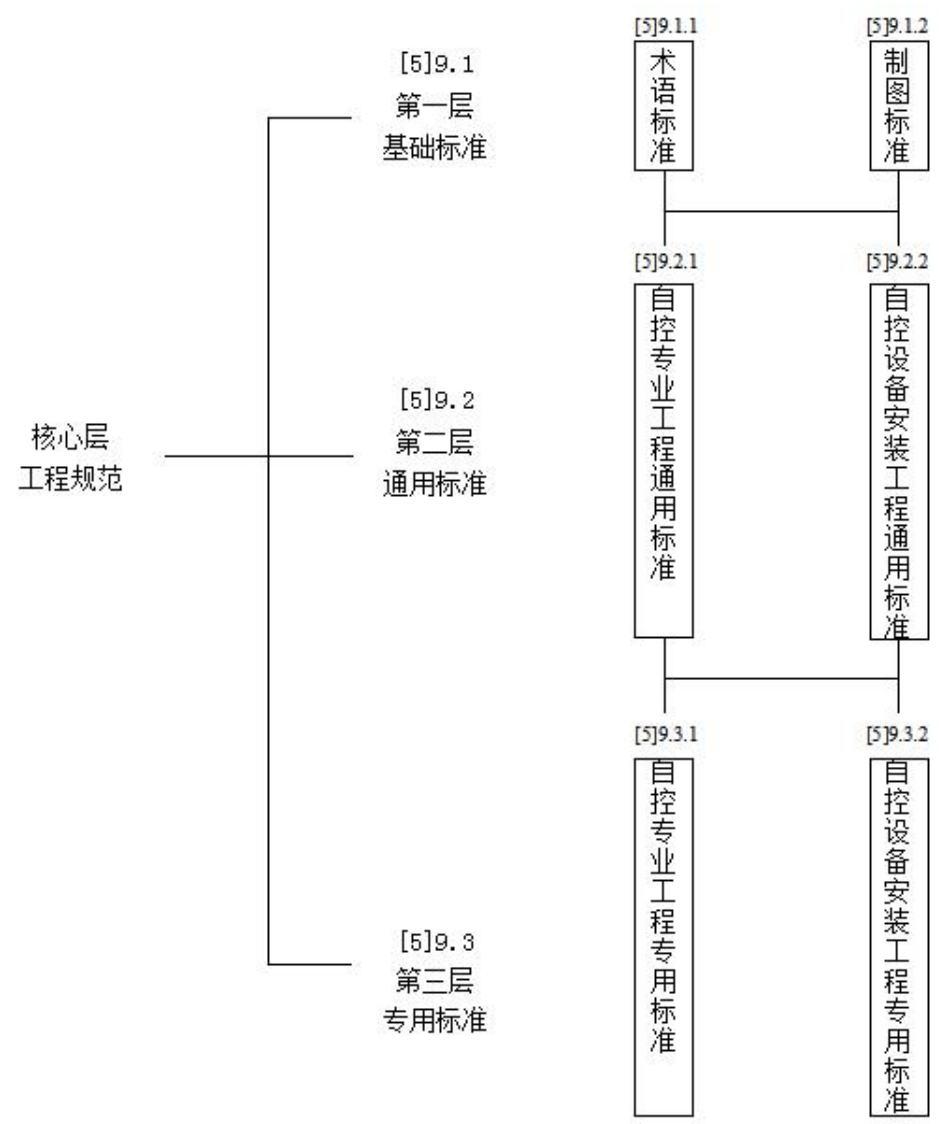 [5]9.1
第一层
基础标准
[5]9.1.1
术语标准
[5]9.1.2
制图标准
核心层
工程规范
[5]9.2
第二层
通用标准
[5]9.2.1
自控专业工程通用标准
[5]9.2.2
自控设备安装工程通用标准
[5]9.3
第三层
专用标准
[5]9.3.1
自控专业工程专用标准
[5]9.3.2
自控设备安装工程专用标准